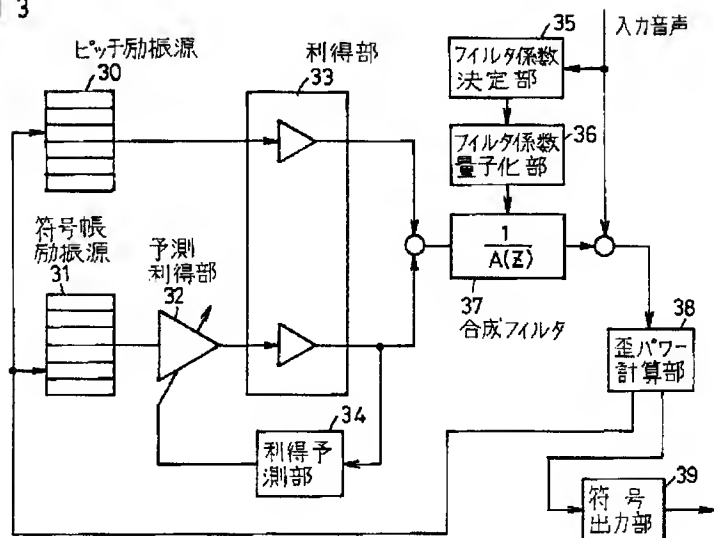 3
ピッチ励振源
30
利得部
33
35
フィルタ係数
決定部
入力音声
36
フィルタ係数
量子化部
符号帳
励振源
31
予測
利得部
32
1
A(Z)
37
合成フィルタ
34
利得予
測部
38
歪パワー
計算部
39
符号
出力部